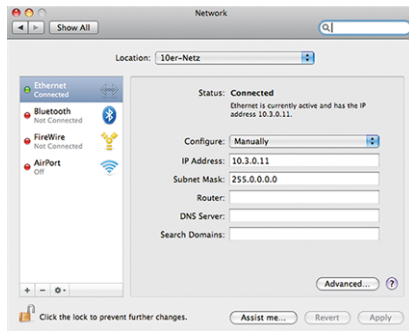 Network
Show All
Location: 10er-Netz
Ethernet
Connected
Bluetooth
Not Connected
FireWire
Not Connected
AirPort
Off
Status: Connected
Ethernet is currently active and has the IP
address 10.3.0.11.
Configure: Manually
IP Address: 10.3.0.11
Subnet Mask: 255.0.0.0
Router:
DNS Server:
Search Domains:
Advanced... ?
+ −
Click the lock to prevent further changes.
Assist me... Revert Apply